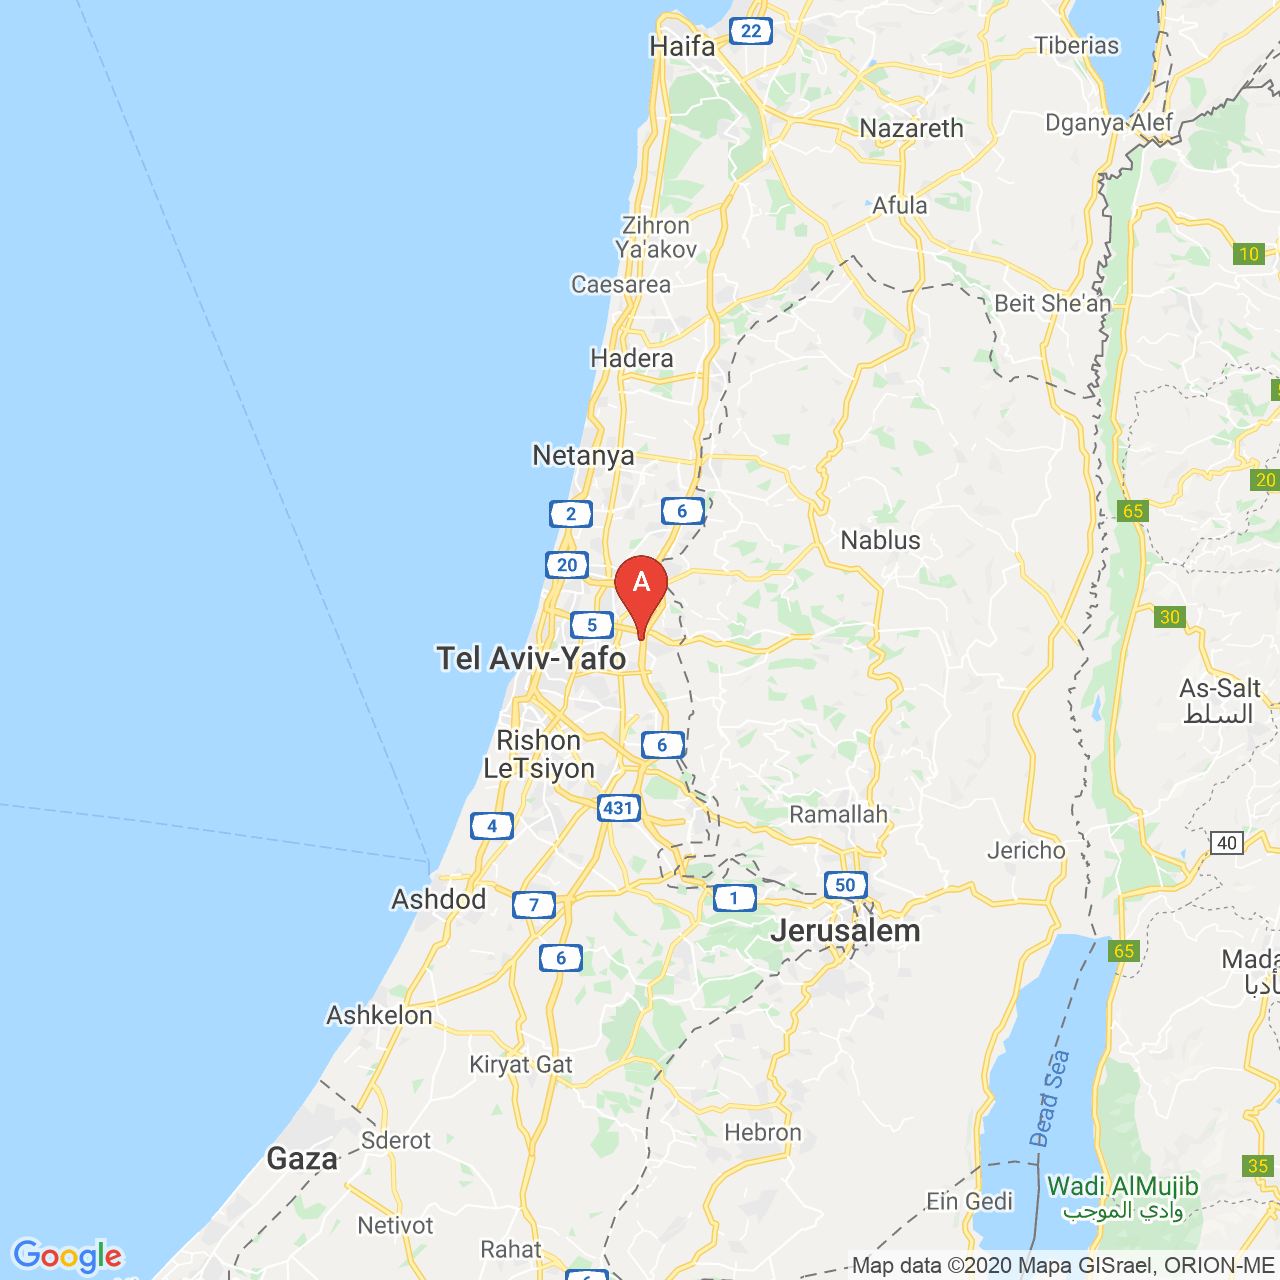 22
Haifa
Tiberias
Dganya Alef
Nazareth
Afula
Zihron
Ya'akov
10
Caesarea
Beit She'an
Hadera
Netanya
20
2
6
65
Nablus
20
A
5
30
Tel Aviv-Yafo
As-Salt
السلط
Rishon
LeTsiyon
6
431
4
Ramallah
40
Jericho
50
1
Ashdod
7
Jerusalem
65
6
Mada
أدبا
Ashkelon
Kiryat Gat
Dead Sea
Hebron
Sderot
Gaza
35
Wadi AlMujib
وادي الموجب
Ein Gedi
Netivot
Rahat
Google
Map data ©2020 Mapa GISrael, ORION-ME